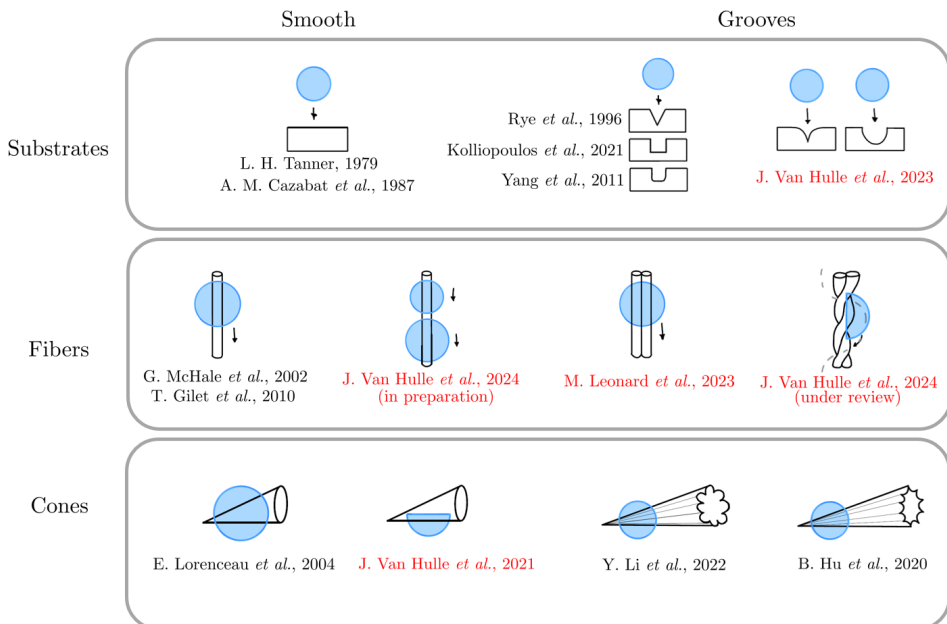 Smooth
Grooves
Substrates
L. H. Tanner, 1979
A. M. Cazabat et al., 1987
Rye et al., 1996
Kolliopoulos et al., 2021
Yang et al., 2011
J. Van Hulle et al., 2023
Fibers
G. McHale et al., 2002
T. Gilet et al., 2010
J. Van Hulle et al., 2024
(in preparation)
M. Leonard et al., 2023
J. Van Hulle et al., 2024
(under review)
Cones
E. Lorenceau et al., 2004
J. Van Hulle et al., 2021
Y. Li et al., 2022
B. Hu et al., 2020